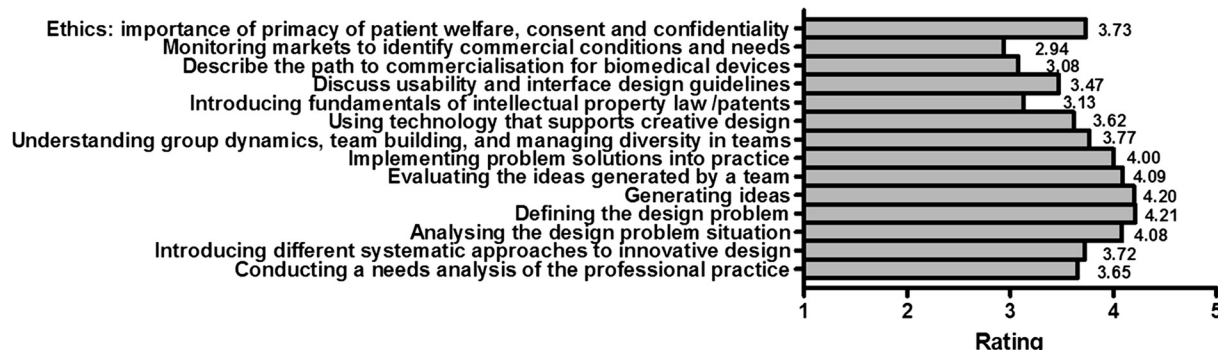 Ethics: importance of primacy of patient welfare, consent and confidentiality 3.73
Monitoring markets to identify commercial conditions and needs 2.94
Describe the path to commercialisation for biomedical devices 3.08
Discuss usability and interface design guidelines 3.47
Introducing fundamentals of intellectual property law /patents 3.13
Using technology that supports creative design 3.62
Understanding group dynamics, team building, and managing diversity in teams 3.77
Implementing problem solutions into practice 4.00
Evaluating the ideas generated by a team 4.09
Generating ideas 4.20
Defining the design problem 4.21
Analysing the design problem situation 4.08
Introducing different systematic approaches to innovative design 3.72
Conducting a needs analysis of the professional practice 3.65
1 2 3 4 5
Rating